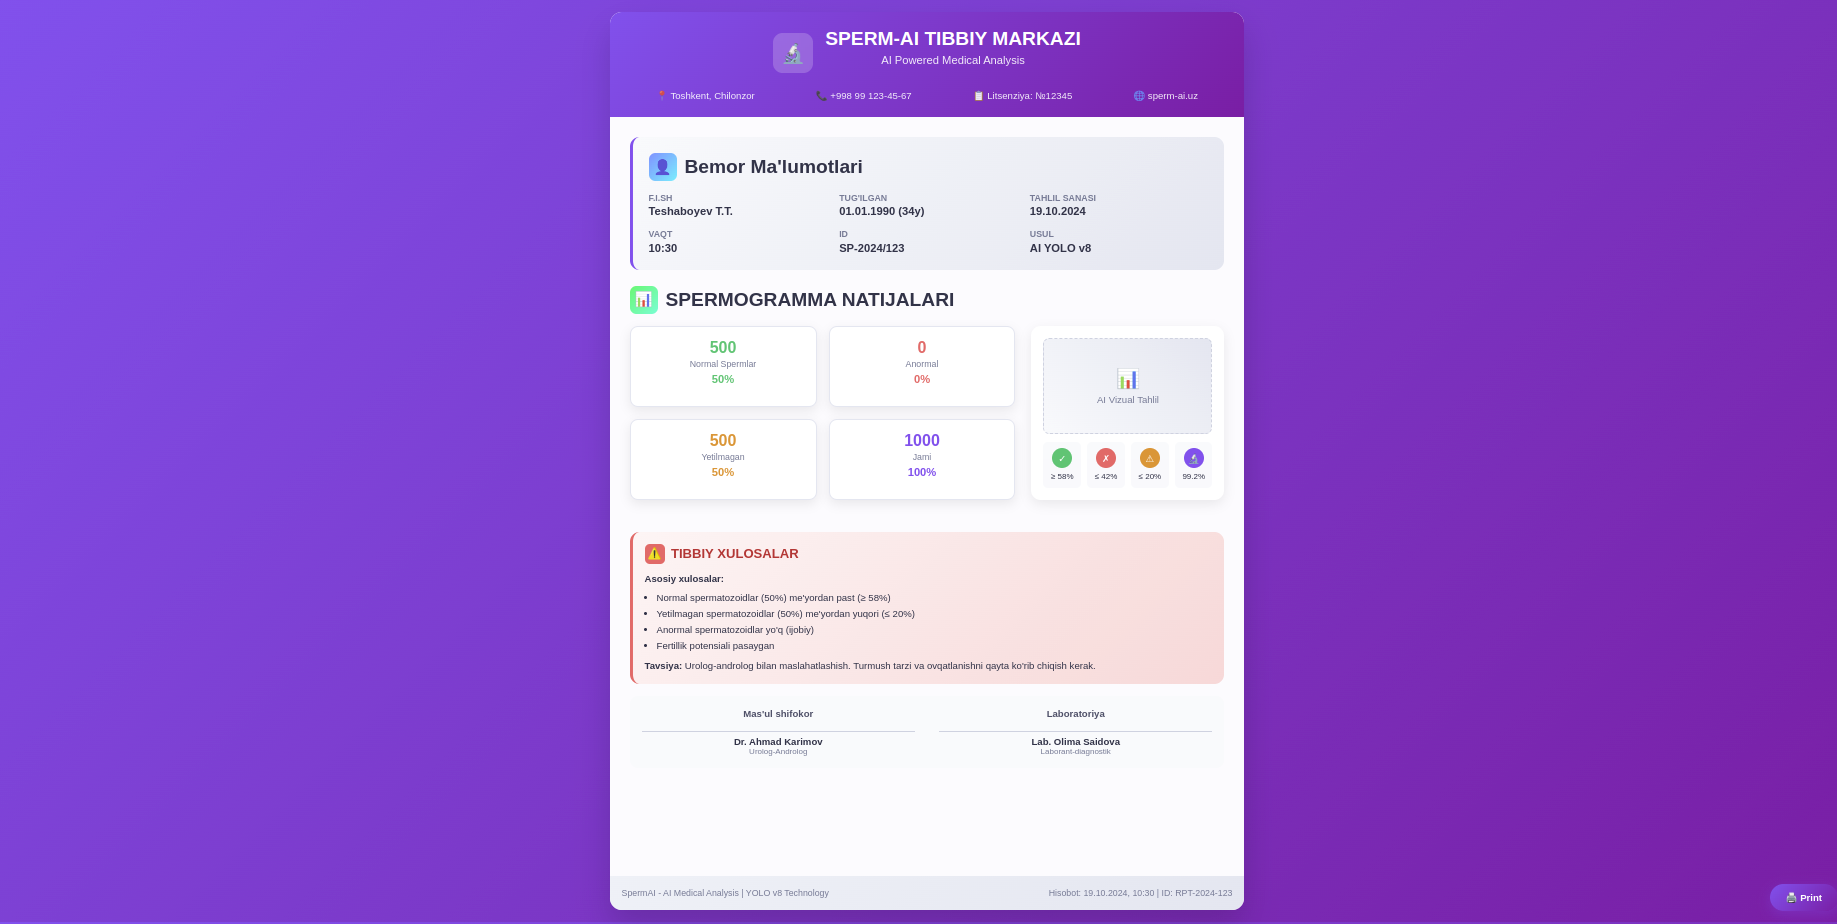 SPERM-AI TIBBIY MARKAZI
AI Powered Medical Analysis
Toshkent, Chilonzor
+998 99 123-45-67
Litsenziya: №12345
sperm-ai.uz
Bemor Ma'lumotlari
F.I.SH
Teshaboyev T.T.
TUG'ILGAN
01.01.1990 (34y)
TAHLIL SANASI
19.10.2024
VAQT
10:30
ID
SP-2024/123
USUL
AI YOLO v8
SPERMOGRAMMA NATIJALARI
500
Normal Spermlar
50%
0
Anormal
0%
500
Yetilmagan
50%
1000
Jami
100%
AI Vizual Tahlil
≥ 58%
≤ 42%
≤ 20%
99.2%
TIBBIY XULOSALAR
Asosiy xulosalar:
• Normal spermatozoidlar (50%) me'yordan past (≥ 58%)
• Yetilmagan spermatozoidlar (50%) me'yordan yuqori (≤ 20%)
• Anormal spermatozoidlar yo'q (ijobiy)
• Fertillik potensiali pasaygan
Tavsiya: Urolog-androlog bilan maslahatlashish. Turmush tarzi va ovqatlanishni qayta ko'rib chiqish kerak.
Mas'ul shifokor
Dr. Ahmad Karimov
Urolog-Androlog
Laboratoriya
Lab. Olima Saidova
Laborant-diagnostik
SpermAI - AI Medical Analysis | YOLO v8 Technology
Hisobot: 19.10.2024, 10:30 | ID: RPT-2024-123
Print